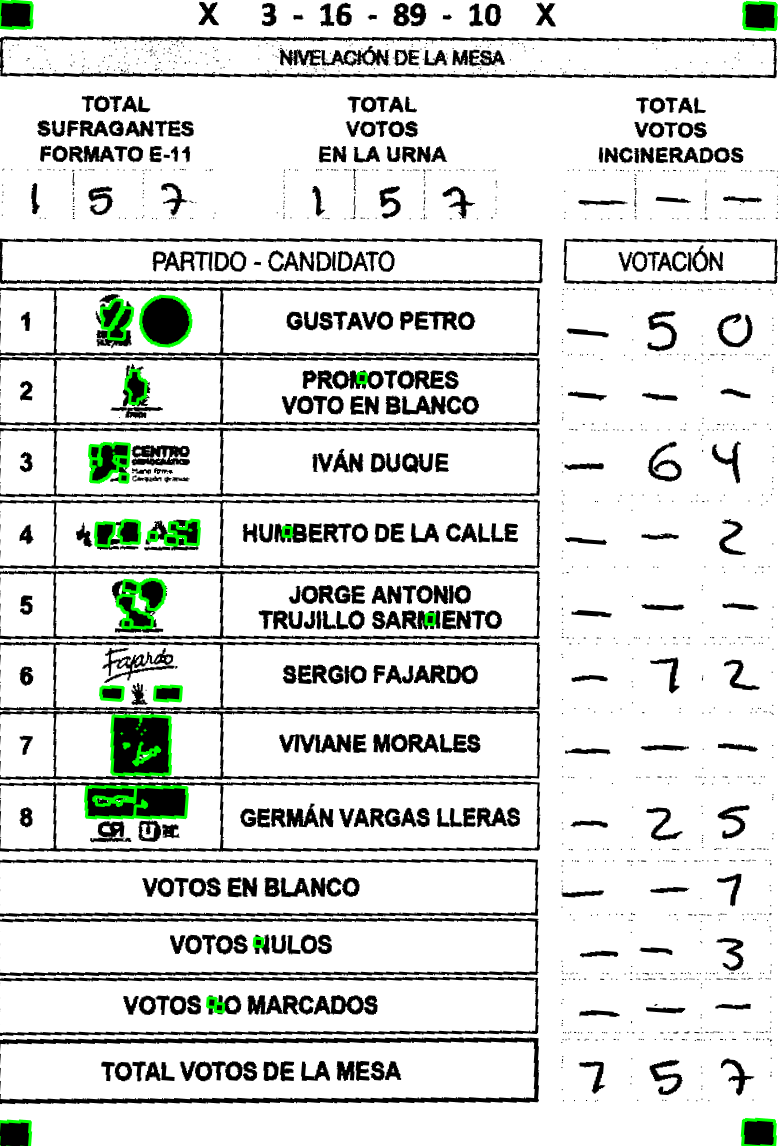 X 3 - 16 - 89 - 10 X
NIVELACIÓN DE LA MESA
TOTAL SUFRAGANTES FORMATO E-11
TOTAL VOTOS EN LA URNA
TOTAL VOTOS INCINERADOS
1 5 7
1 5 7
— — —
PARTIDO - CANDIDATO VOTACIÓN
1 GUSTAVO PETRO — 5 0
2 PROMOTORES VOTO EN BLANCO — — —
3 CENTRO IVÁN DUQUE — 6 4
Mano firme
Corazón grande
4 HUMBERTO DE LA CALLE — — 2
5 JORGE ANTONIO TRUJILLO SARMIENTO — — —
6 Fajardo SERGIO FAJARDO — 1 2
7 VIVIANE MORALES — — —
8 GERMÁN VARGAS LLERAS — 2 5
VOTOS EN BLANCO — — 1
VOTOS NULOS — — 3
VOTOS NO MARCADOS — — —
TOTAL VOTOS DE LA MESA 1 5 7